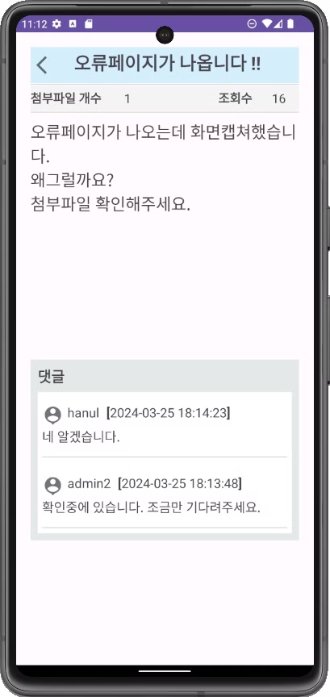 11:12
오류페이지가 나옵니다 !!
첨부파일 개수 1 조회수 16
오류페이지가 나오는데 화면캡쳐했습니
다.
왜그럴까요?
첨부파일 확인해주세요.
댓글
hanul [2024-03-25 18:14:23]
네 알겠습니다.
admin2 [2024-03-25 18:13:48]
확인중에 있습니다. 조금만 기다려주세요.